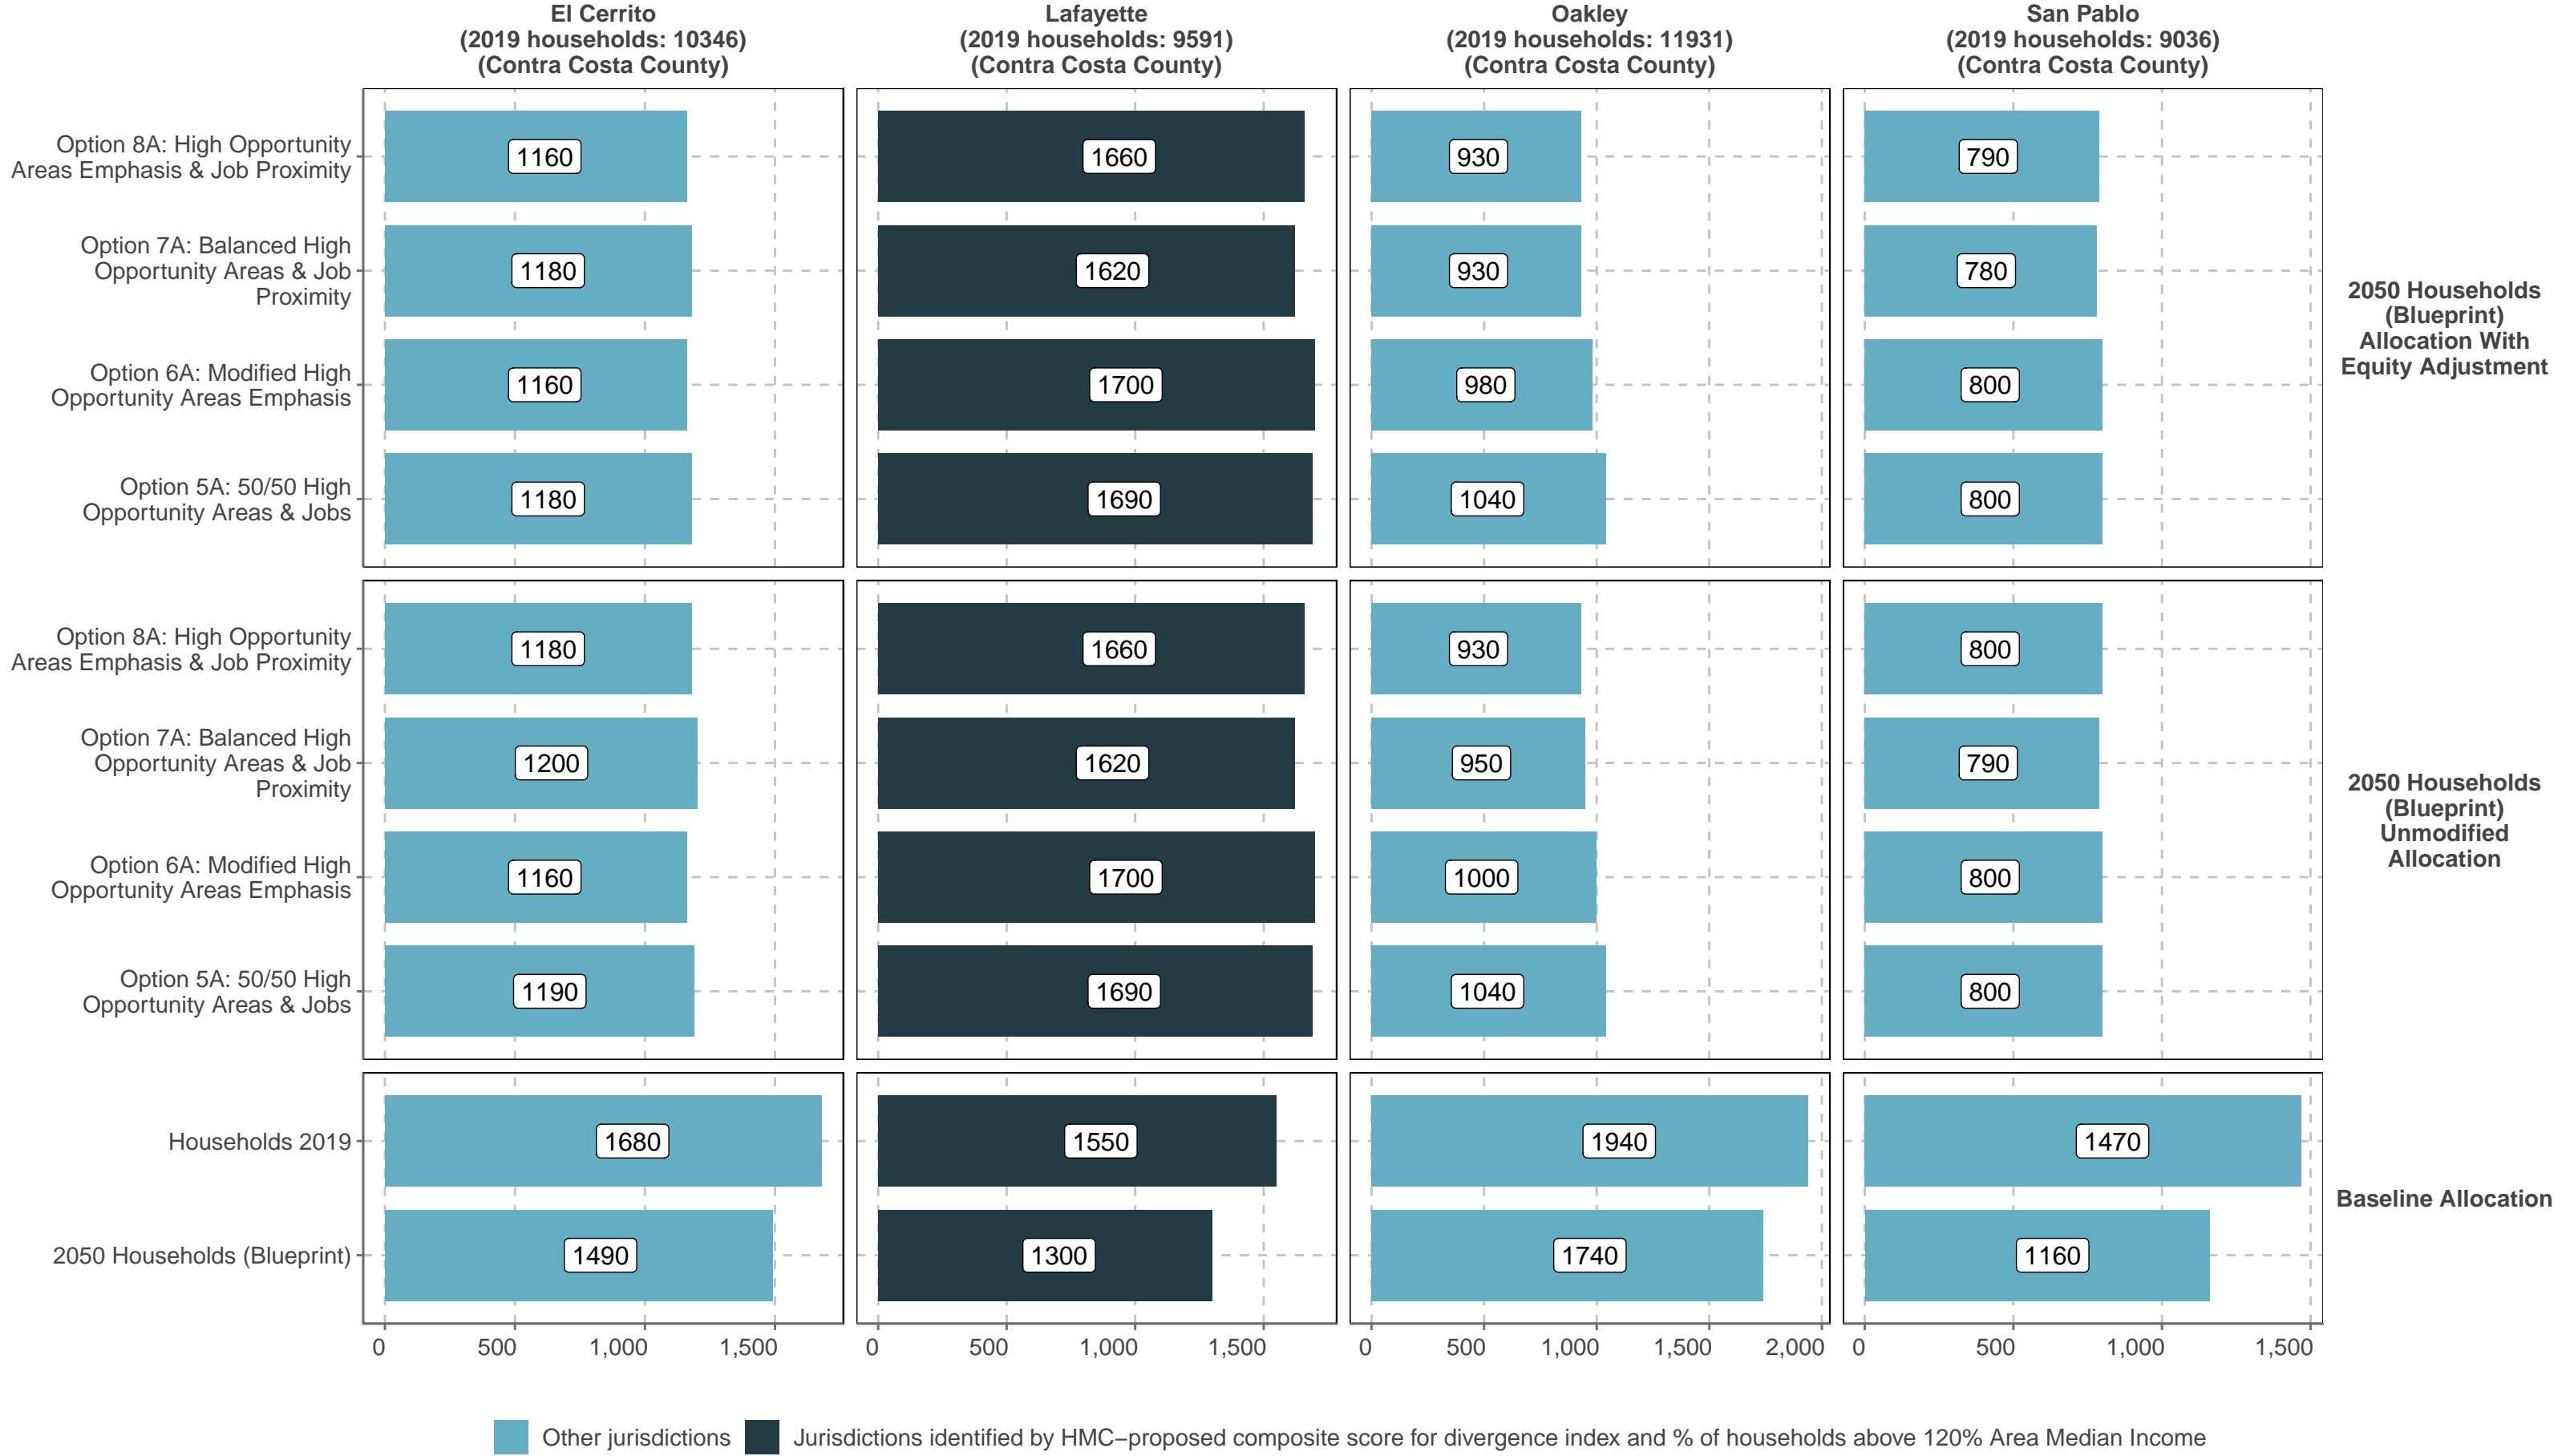 El Cerrito
(2019 households: 10346)
(Contra Costa County)
Lafayette
(2019 households: 9591)
(Contra Costa County)
Oakley
(2019 households: 11931)
(Contra Costa County)
San Pablo
(2019 households: 9036)
(Contra Costa County)
Option 8A: High Opportunity
Areas Emphasis & Job Proximity
1160
1660
930
790
Option 7A: Balanced High
Opportunity Areas & Job
Proximity
1180
1620
930
780
Option 6A: Modified High
Opportunity Areas Emphasis
1160
1700
980
800
Option 5A: 50/50 High
Opportunity Areas & Jobs
1180
1690
1040
800
2050 Households
(Blueprint)
Allocation With
Equity Adjustment
Option 8A: High Opportunity
Areas Emphasis & Job Proximity
1180
1660
930
800
Option 7A: Balanced High
Opportunity Areas & Job
Proximity
1200
1620
950
790
Option 6A: Modified High
Opportunity Areas Emphasis
1160
1700
1000
800
Option 5A: 50/50 High
Opportunity Areas & Jobs
1190
1690
1040
800
2050 Households
(Blueprint)
Unmodified
Allocation
Households 2019
1680
1550
1940
1470
2050 Households (Blueprint)
1490
1300
1740
1160
Baseline Allocation
0 500 1,000 1,500
0 500 1,000 1,500
0 500 1,000 1,500 2,000
0 500 1,000 1,500
Other jurisdictions
Jurisdictions identified by HMC−proposed composite score for divergence index and % of households above 120% Area Median Income